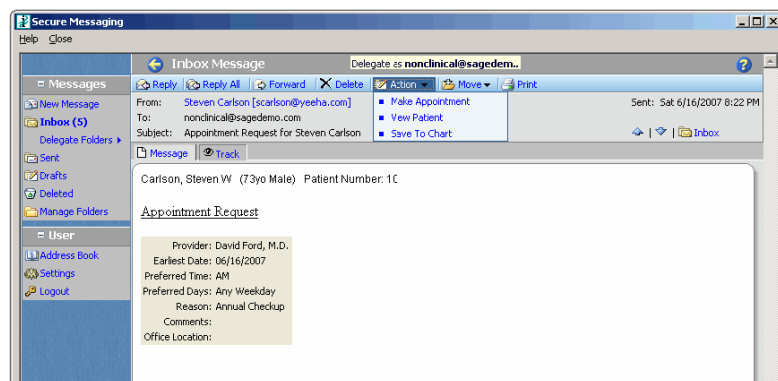 Secure Messaging
Help Close
Inbox Message
Delegate as nonclinical@sagedem..
Messages
Reply Reply All Forward Delete Action Move Print
New Message
Inbox (5)
Delegate Folders
Sent
Drafts
Deleted
Manage Folders
User
Address Book
Settings
Logout
Make Appointment
Vew Patient
Save To Chart
From: Steven Carlson [scarlson@yeeha.com]
Sent: Sat 6/16/2007 8:22 PM
To: nonclinical@sagedemo.com
Subject: Appointment Request for Steven Carlson
Inbox
Message Track
Carlson, Steven W (73yo Male) Patient Number:
Appointment Request
Provider: David Ford, M.D.
Earliest Date: 06/16/2007
Preferred Time: AM
Preferred Days: Any Weekday
Reason: Annual Checkup
Comments:
Office Location: